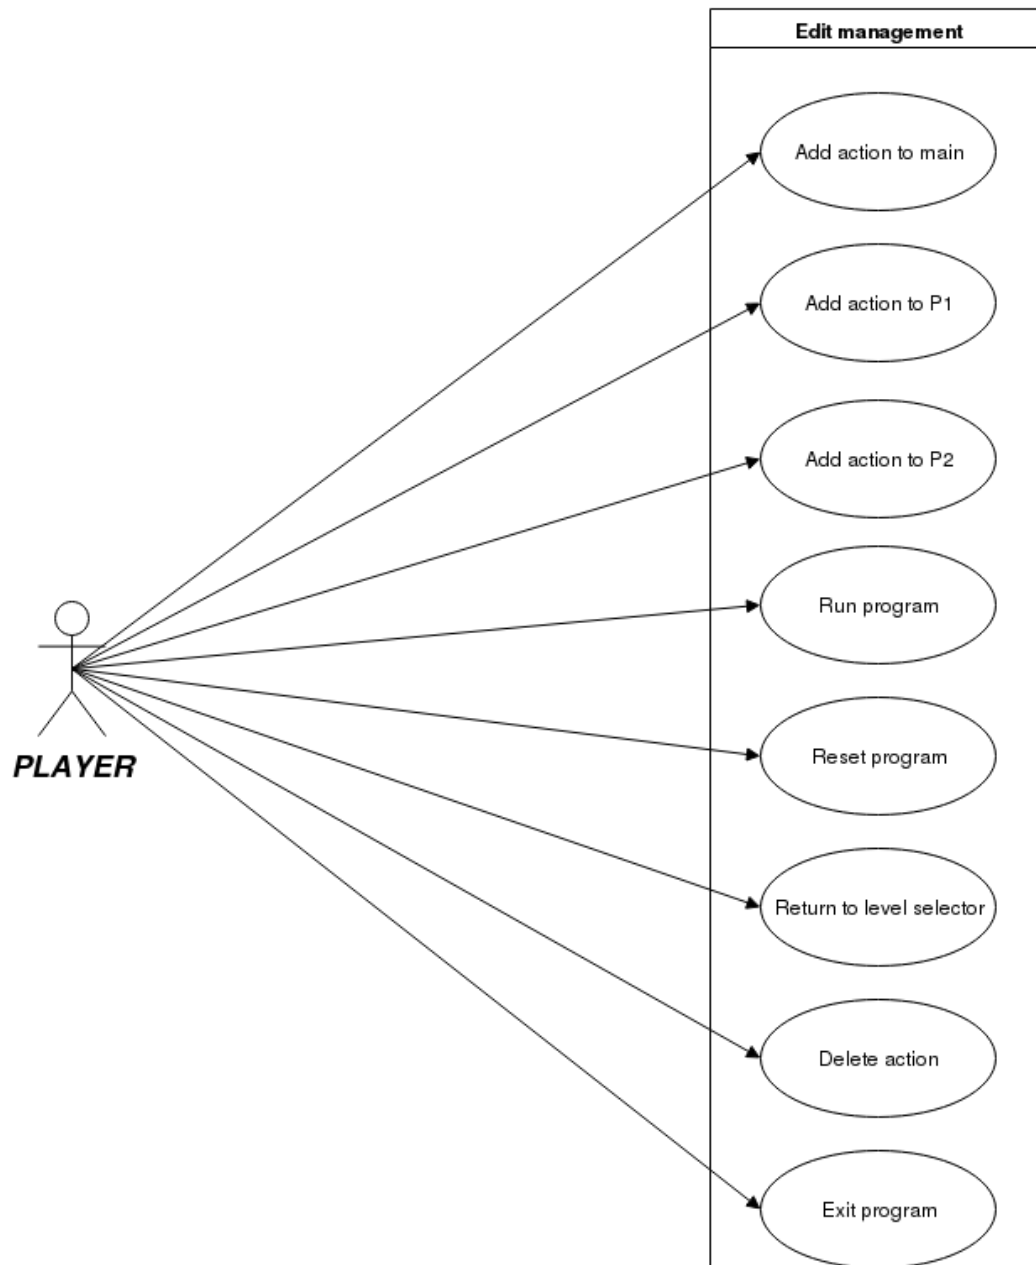 Edit management
Add action to main
Add action to P1
Add action to P2
Run program
Reset program
PLAYER
Return to level selector
Delete action
Exit program